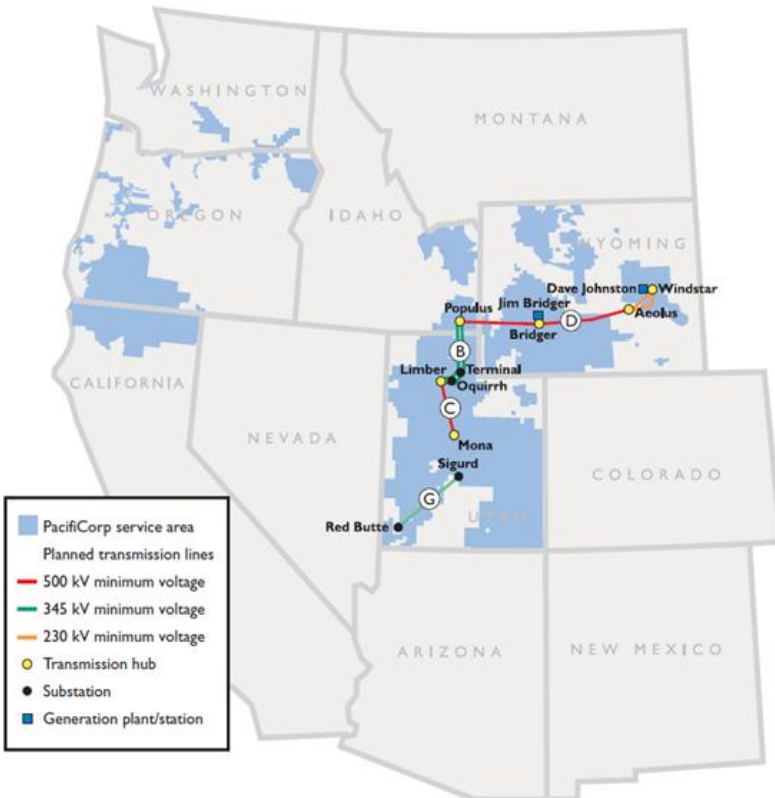 WASHINGTON
MONTANA
OREGON
IDAHO
WYOMING
Dave Johnston
Windstar
Jim Bridger
Populus
Aeolus
Bridger
D
B
Limber
Terminal
Oquirrh
CALIFORNIA
C
NEVADA
Mona
Sigurd
COLORADO
G
UTAH
Red Butte
PacifiCorp service area
Planned transmission lines
500 kV minimum voltage
345 kV minimum voltage
230 kV minimum voltage
Transmission hub
Substation
Generation plant/station
ARIZONA
NEW MEXICO